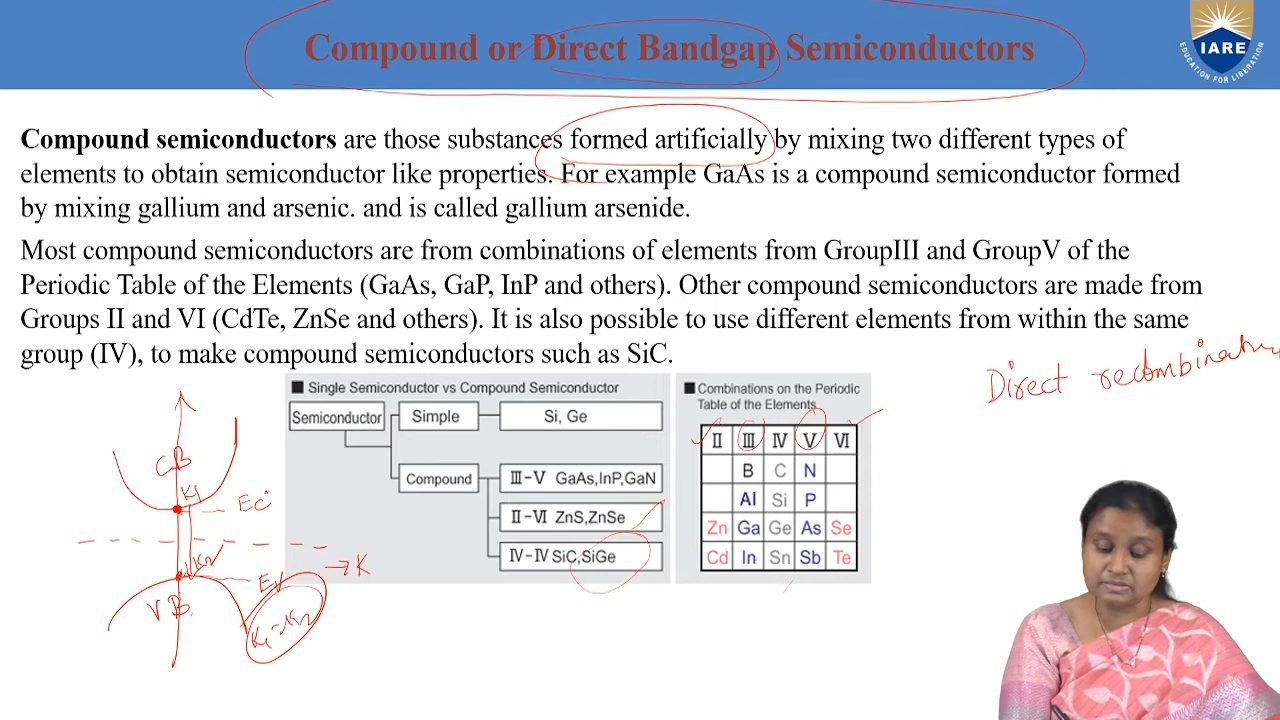 Compound or Direct Bandgap Semiconductors
IARE
EDUCATION FOR LIBERATION
Compound semiconductors are those substances formed artificially by mixing two different types of
elements to obtain semiconductor like properties. For example GaAs is a compound semiconductor formed
by mixing gallium and arsenic. and is called gallium arsenide.
Most compound semiconductors are from combinations of elements from GroupIII and GroupV of the
Periodic Table of the Elements (GaAs, GaP, InP and others). Other compound semiconductors are made from
Groups II and VI (CdTe, ZnSe and others). It is also possible to use different elements from within the same
group (IV), to make compound semiconductors such as SiC.
Direct recombination
Single Semiconductor vs Compound Semiconductor
Semiconductor
Simple
Si, Ge
Compound
III-V GaAs,InP,GaN
II-VI ZnS,ZnSe
IV-IV SiC,SiGe
Combinations on the Periodic
Table of the Elements
II III IV V VI
B C N
Al Si P
Zn Ga Ge As Se
Cd In Sn Sb Te
CB
K1
Ec
K2
→K
Ev
VB